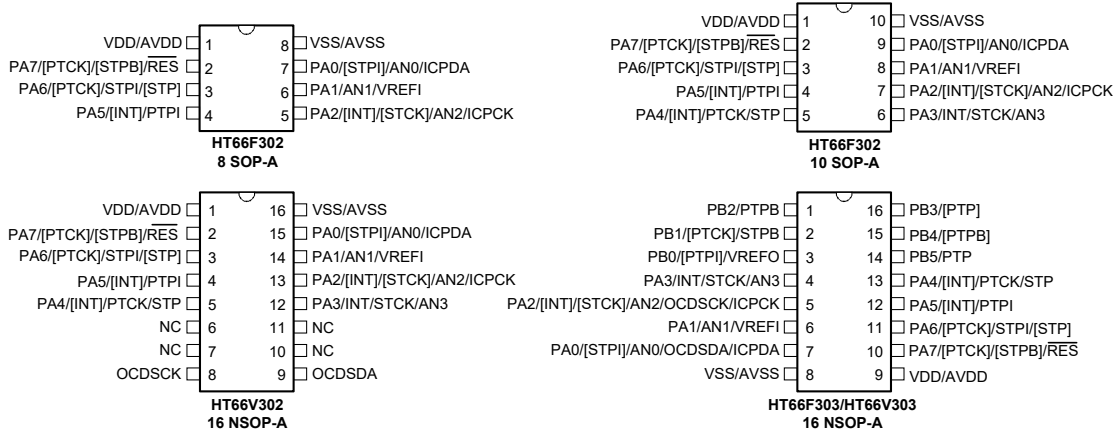 VDD/AVDD 1 8 VSS/AVSS
PA7/[PTCK]/[STPB]/RES 2 7 PA0/[STPI]/AN0/ICPDA
PA6/[PTCK]/STPI/[STP] 3 6 PA1/AN1/VREFI
PA5/[INT]/PTPI 4 5 PA2/[INT]/[STCK]/AN2/ICPCK
HT66F302
8 SOP-A
VDD/AVDD 1 10 VSS/AVSS
PA7/[PTCK]/[STPB]/RES 2 9 PA0/[STPI]/AN0/ICPDA
PA6/[PTCK]/STPI/[STP] 3 8 PA1/AN1/VREFI
PA5/[INT]/PTPI 4 7 PA2/[INT]/[STCK]/AN2/ICPCK
PA4/[INT]/PTCK/STP 5 6 PA3/INT/STCK/AN3
HT66F302
10 SOP-A
VDD/AVDD 1 16 VSS/AVSS
PA7/[PTCK]/[STPB]/RES 2 15 PA0/[STPI]/AN0/ICPDA
PA6/[PTCK]/STPI/[STP] 3 14 PA1/AN1/VREFI
PA5/[INT]/PTPI 4 13 PA2/[INT]/[STCK]/AN2/ICPCK
PA4/[INT]/PTCK/STP 5 12 PA3/INT/STCK/AN3
NC 6 11 NC
NC 7 10 NC
OCDSCK 8 9 OCDSDA
HT66V302
16 NSOP-A
PB2/PTPB 1 16 PB3/[PTP]
PB1/[PTCK]/STPB 2 15 PB4/[PTPB]
PB0/[PTPI]/VREFO 3 14 PB5/PTP
PA3/INT/STCK/AN3 4 13 PA4/[INT]/PTCK/STP
PA2/[INT]/[STCK]/AN2/OCDSCK/ICPCK 5 12 PA5/[INT]/PTPI
PA1/AN1/VREFI 6 11 PA6/[PTCK]/STPI/[STP]
PA0/[STPI]/AN0/OCDSDA/ICPDA 7 10 PA7/[PTCK]/[STPB]/RES
VSS/AVSS 8 9 VDD/AVDD
HT66F303/HT66V303
16 NSOP-A